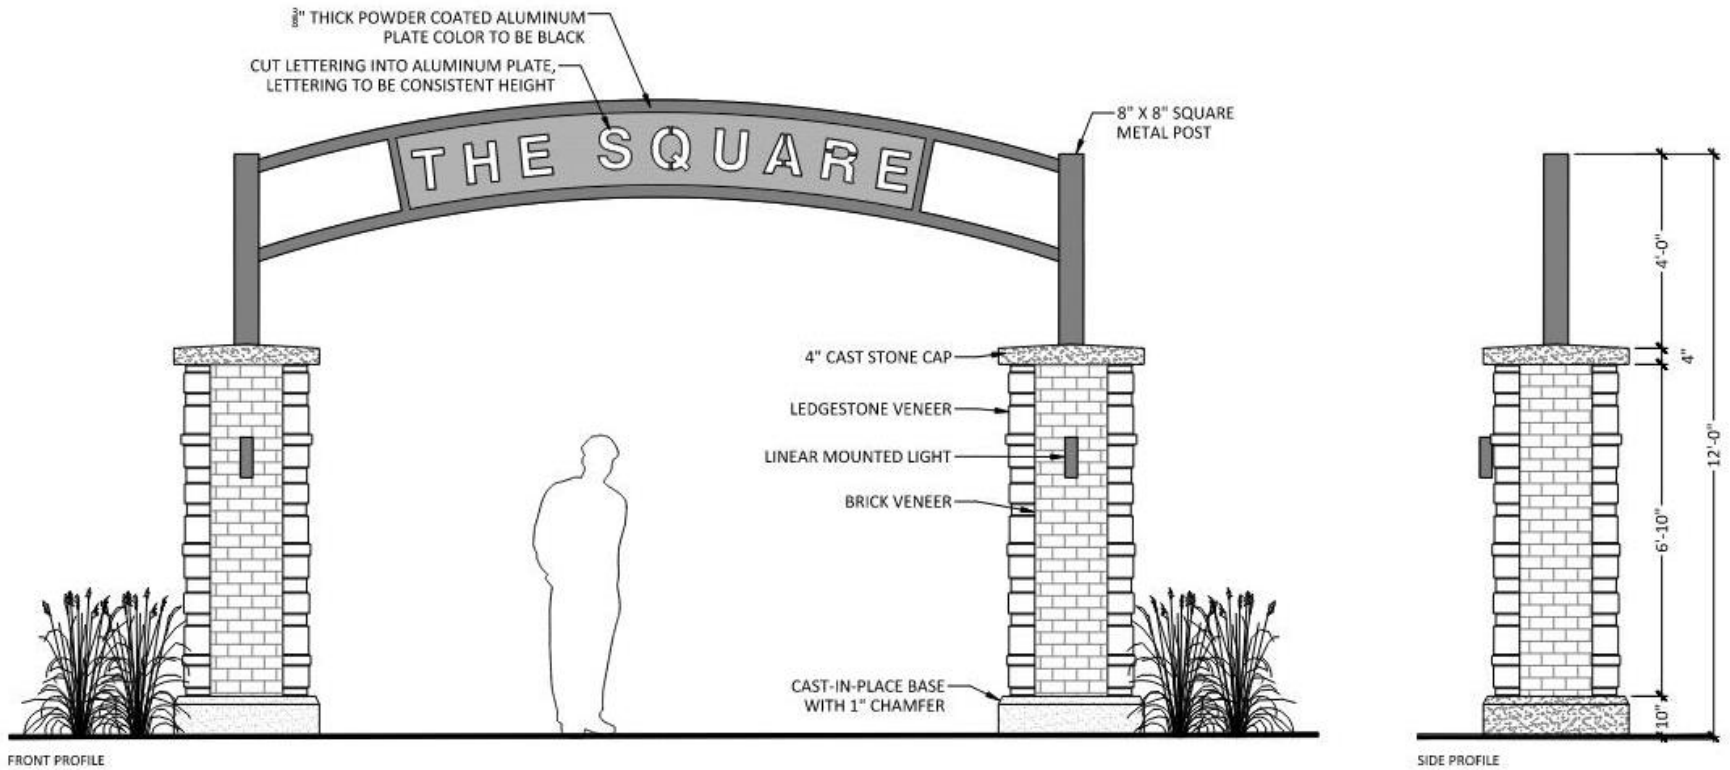 ⅜" THICK POWDER COATED ALUMINUM
PLATE COLOR TO BE BLACK
CUT LETTERING INTO ALUMINUM PLATE,
LETTERING TO BE CONSISTENT HEIGHT
THE SQUARE
8" X 8" SQUARE
METAL POST
4" CAST STONE CAP
LEDGESTONE VENEER
LINEAR MOUNTED LIGHT
BRICK VENEER
CAST-IN-PLACE BASE
WITH 1" CHAMFER
4'-0"
4"
12'-0"
6'-10"
10"
FRONT PROFILE
SIDE PROFILE